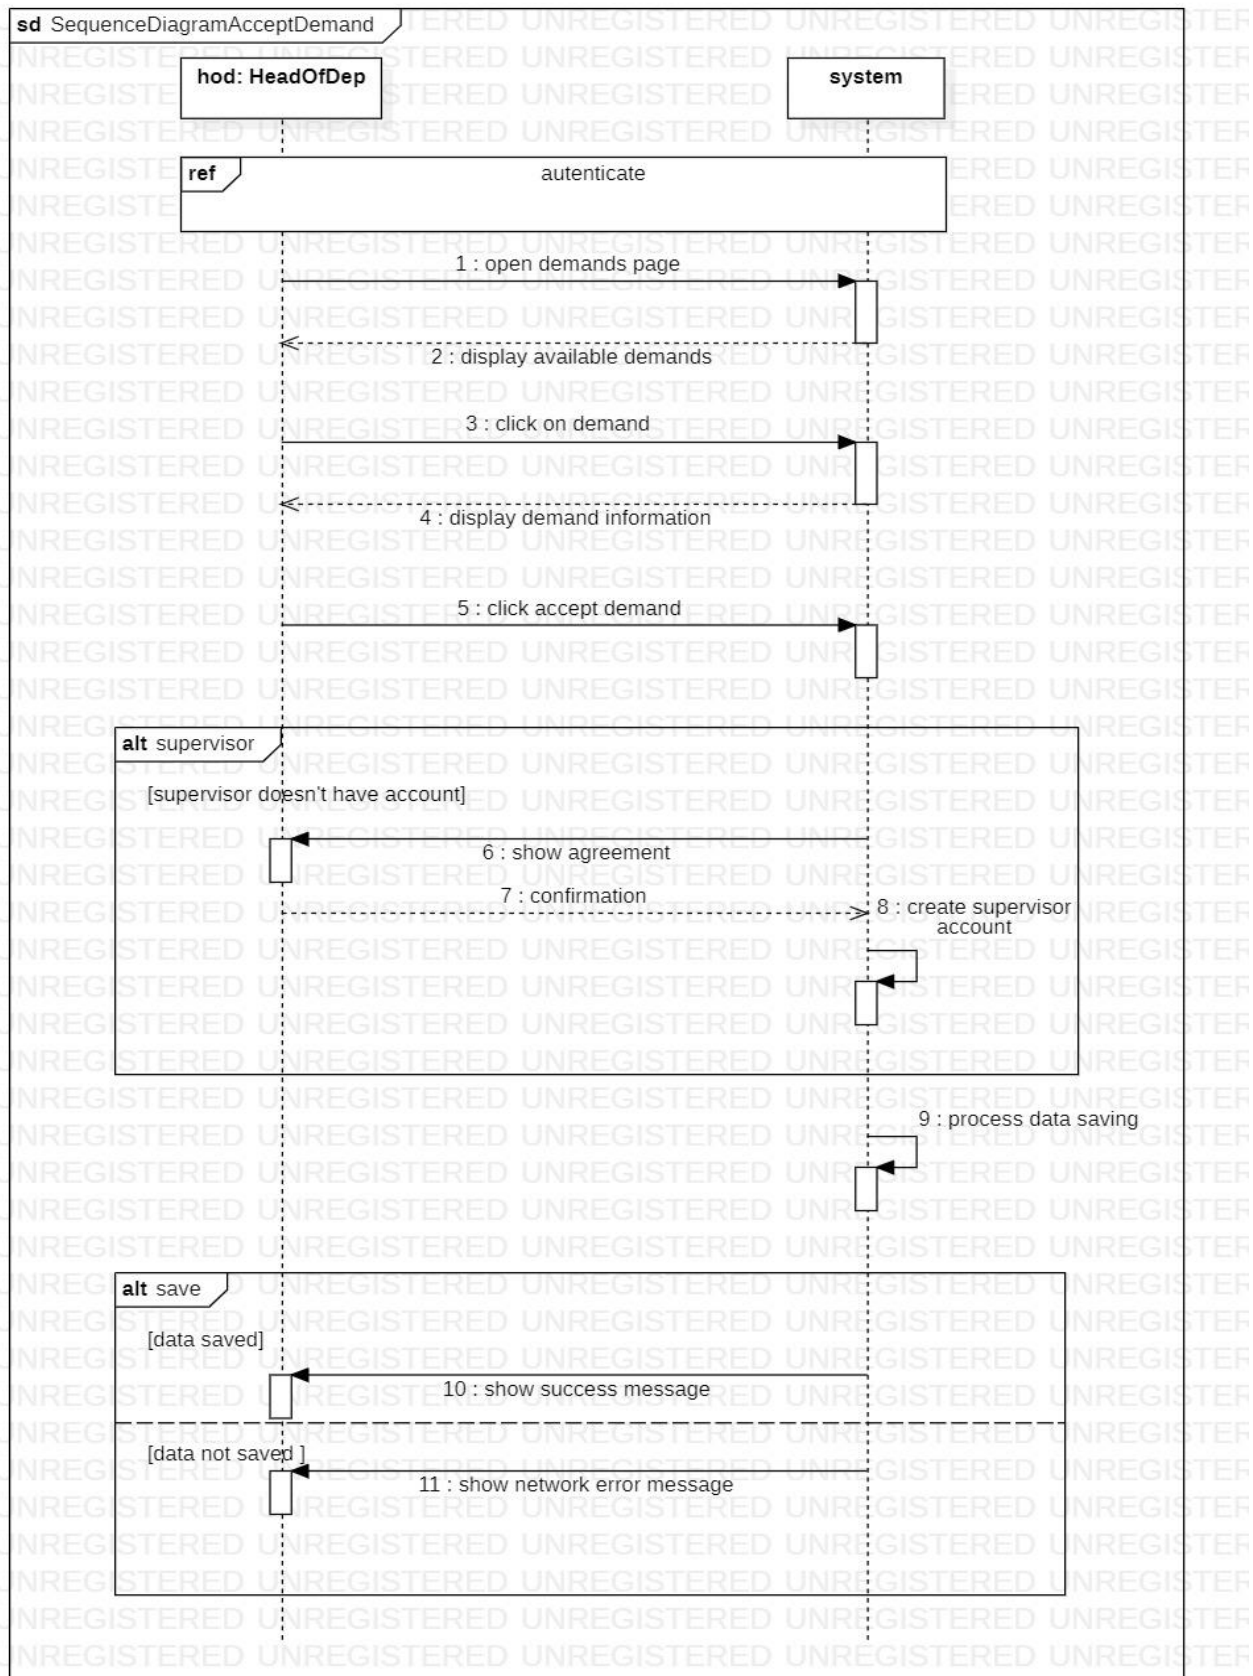 sd SequenceDiagramAcceptDemand
hod: HeadOfDep
system
ref
autenticate
1 : open demands page
2 : display available demands
3 : click on demand
4 : display demand information
5 : click accept demand
alt supervisor
[supervisor doesn't have account]
6 : show agreement
7 : confirmation
8 : create supervisor
account
9 : process data saving
alt save
[data saved]
10 : show success message
[data not saved ]
11 : show network error message
UNREGISTERED